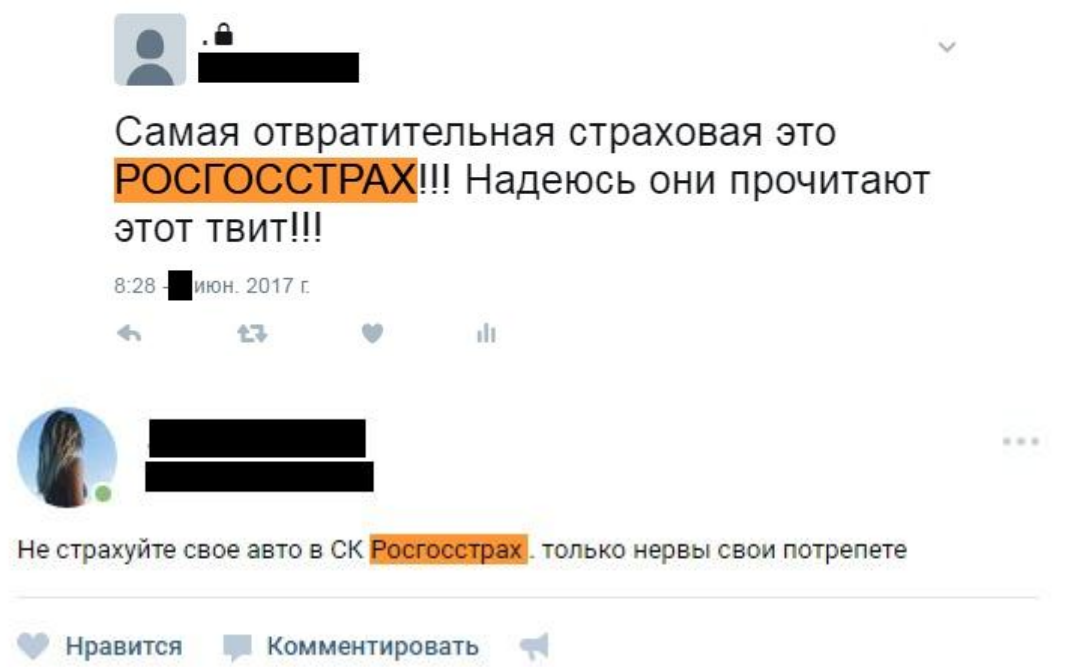 .
Самая отвратительная страховая это
РОСГОССТРАХ!!! Надеюсь они прочитают
этот твит!!!
8:28 - июн. 2017 г.
Не страхуйте свое авто в СК Росгосстрах . только нервы свои потрепете
Нравится Комментировать